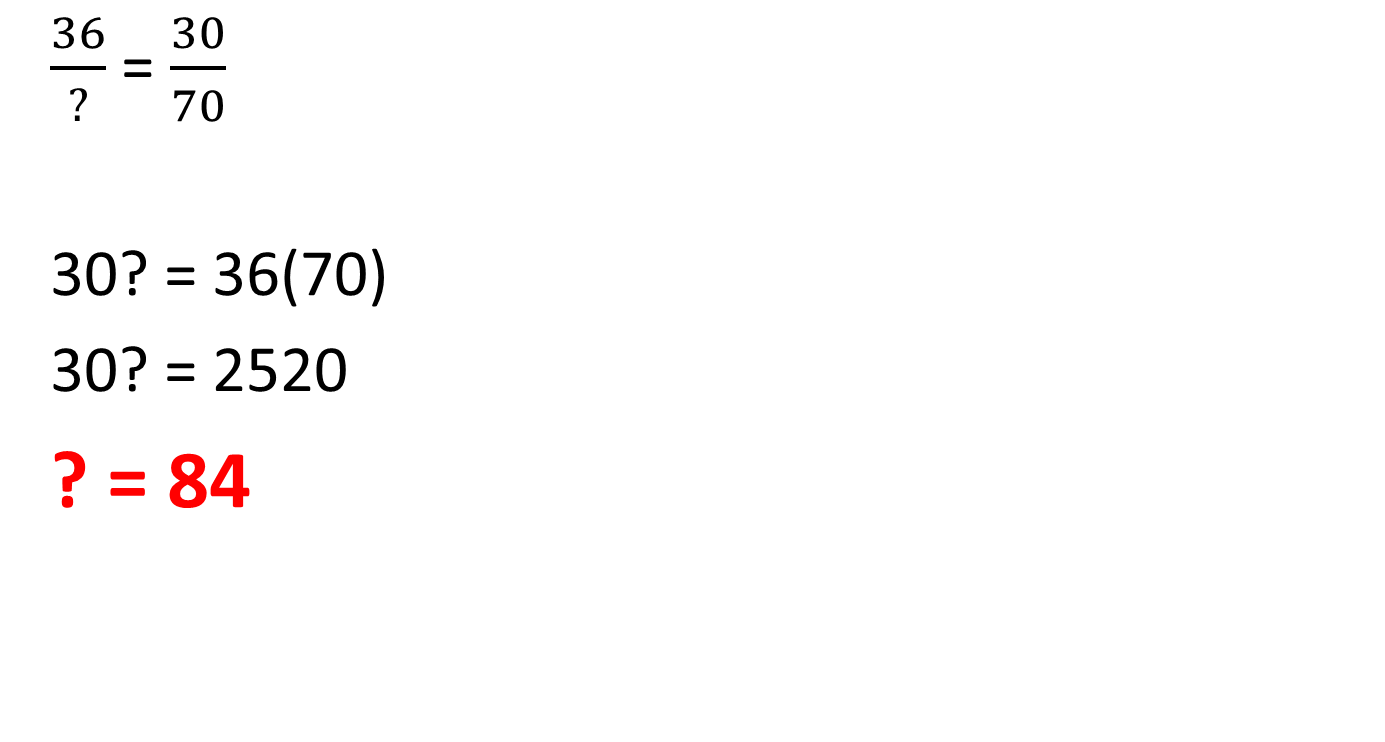 36/? = 30/70
30? = 36(70)
30? = 2520
? = 84